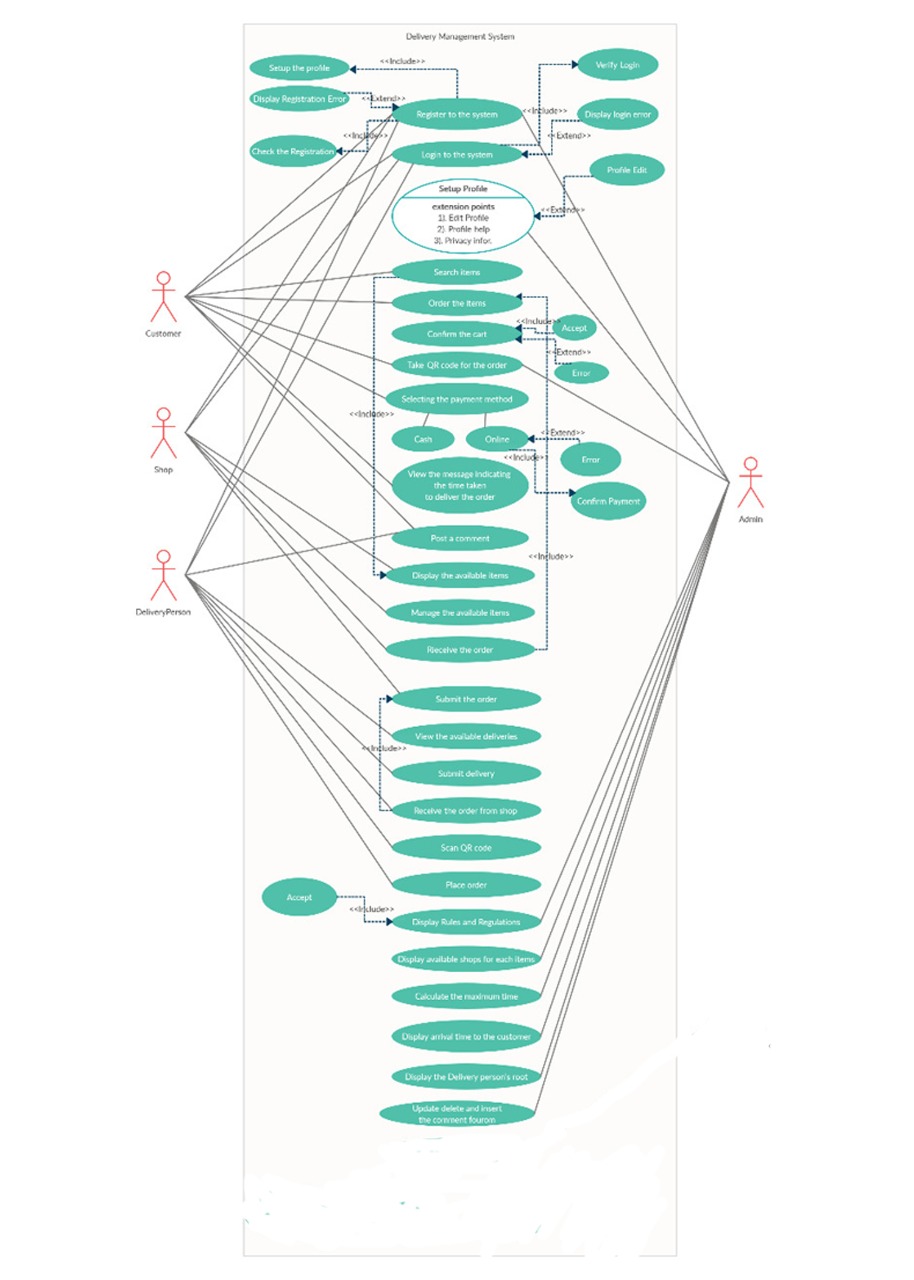 Delivery Management System
<<Include>>
Setup the profile
Verify Login
Display Registration Error
<<Extend>>
Register to the system
<<Include>>
Display login error
<<Include>>
<<Extend>>
Check the Registration
Login to the system
Profile Edit
Setup Profile
extension points
1). Edit Profile
2). Profile help
3). Privacy infor.
<<Extend>>
Search items
Order the items
<<Include>>
Accept
Confirm the cart
Customer
<<Extend>>
Take QR code for the order
Error
Selecting the payment method
<<Include>>
Cash
Online
<<Extend>>
<<Include>>
Error
Shop
View the message indicating
the time taken
to deliver the order
Confirm Payment
Admin
Post a comment
<<Include>>
Display the available items
DeliveryPerson
Manage the available items
Rieceive the order
Submit the order
View the available deliveries
<<Include>>
Submit delivery
Receive the order from shop
Scan QR code
Place order
Accept
<<Include>>
Display Rules and Regulations
Display available shops for each items
Calculate the maximum time
Display arrival time to the customer
Display the Delivery person's root
Update delete and insert
the comment fourom